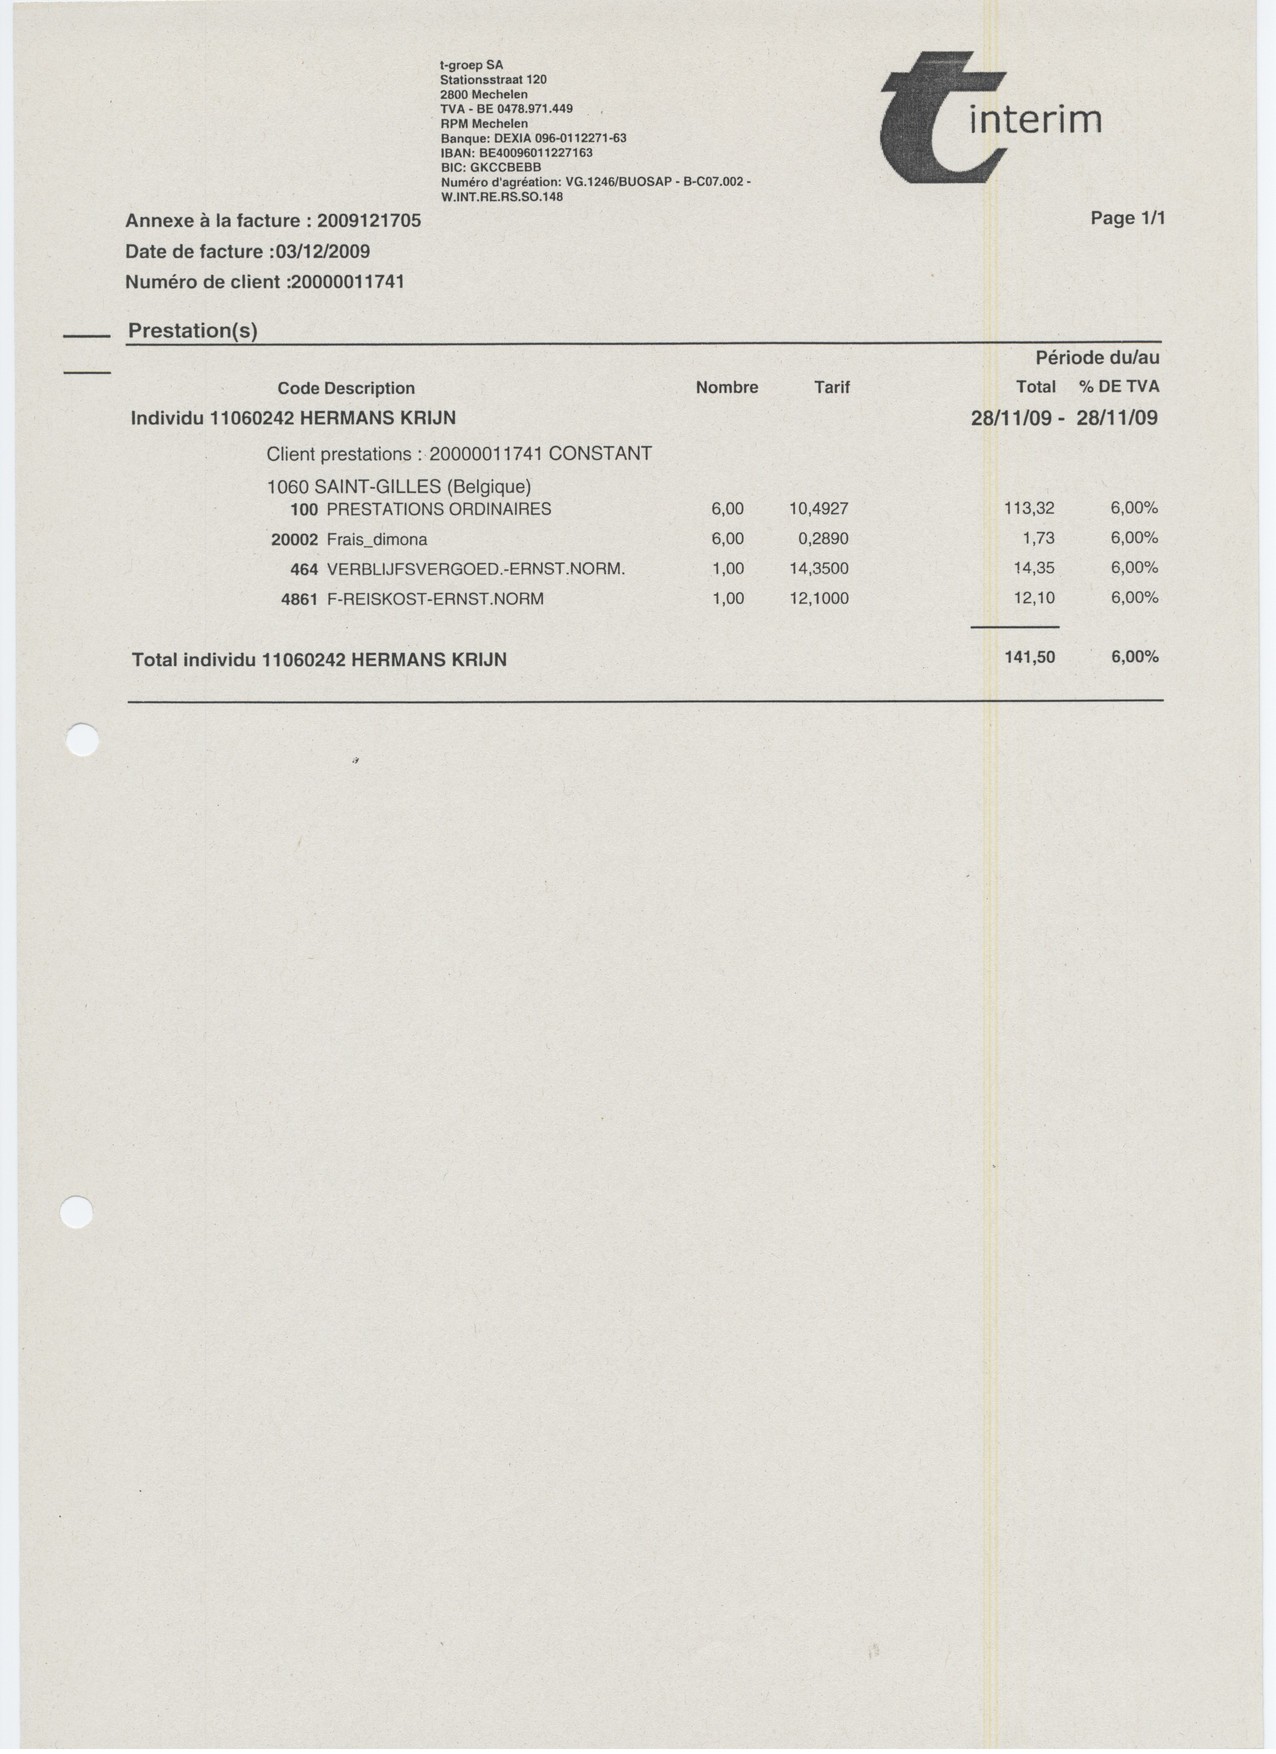 t-groep SA
Stationsstraat 120
2800 Mechelen
TVA - BE 0478.971.449
RPM Mechelen
Banque: DEXIA 096-0112271-63
IBAN: BE40096011227163
BIC: GKCCBEBB
Numéro d'agréation: VG.1246/BUOSAP - B-C07.002 -
W.INT.RE.RS.SO.148
t interim
Annexe à la facture : 2009121705
Page 1/1
Date de facture :03/12/2009
Numéro de client :20000011741
Prestation(s)
Période du/au
Code Description Nombre Tarif Total % DE TVA
Individu 11060242 HERMANS KRIJN 28/11/09 - 28/11/09
Client prestations : 20000011741 CONSTANT
1060 SAINT-GILLES (Belgique)
100 PRESTATIONS ORDINAIRES 6,00 10,4927 113,32 6,00%
20002 Frais_dimona 6,00 0,2890 1,73 6,00%
464 VERBLIJFSVERGOED.-ERNST.NORM. 1,00 14,3500 14,35 6,00%
4861 F-REISKOST-ERNST.NORM 1,00 12,1000 12,10 6,00%
Total individu 11060242 HERMANS KRIJN 141,50 6,00%